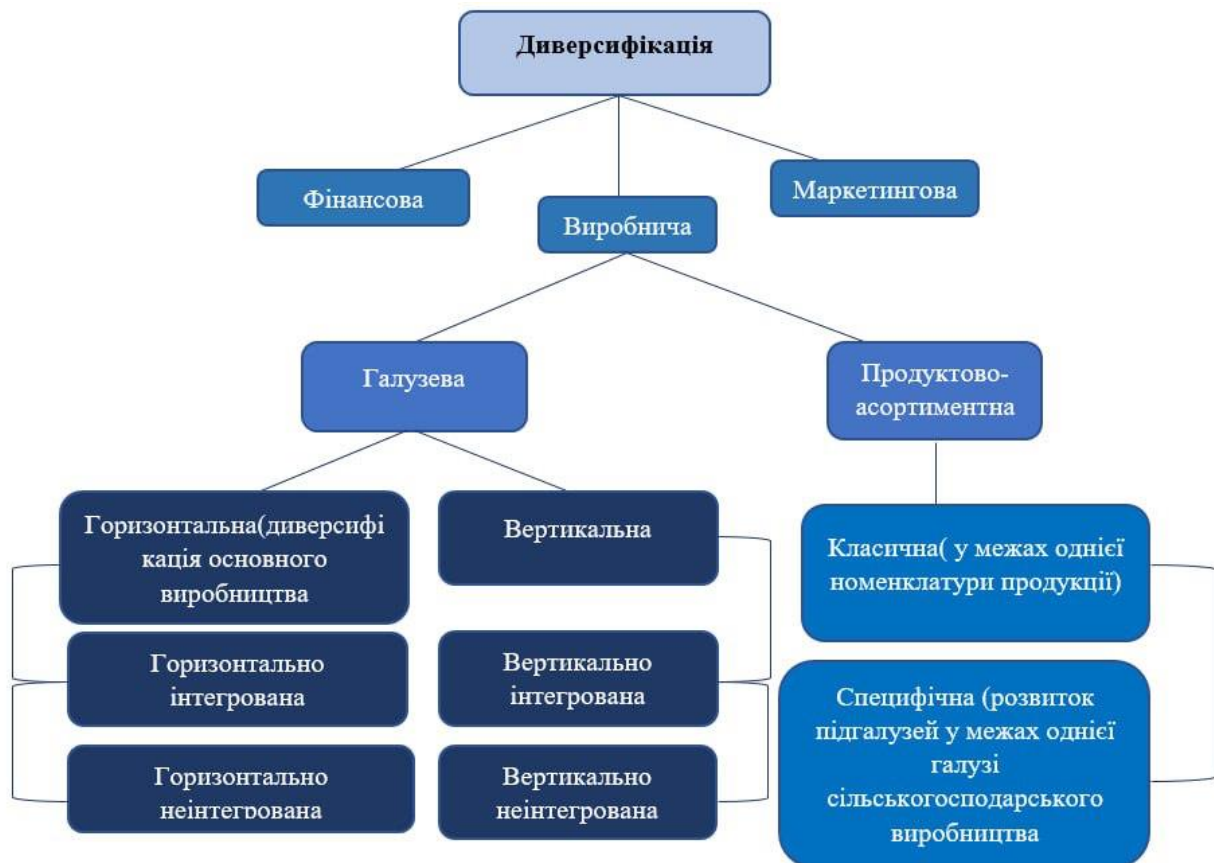 Диверсифікація
Фінансова
Маркетингова
Виробнича
Галузева
Продуктово-
асортиментна
Горизонтальна(диверсифі
кація основного
виробництва
Вертикальна
Класична( у межах однієї
номенклатури продукції)
Горизонтально
інтегрована
Вертикально
інтегрована
Специфічна (розвиток
підгалузей у межах однієї
галузі
сільськогосподарського
виробництва
Горизонтально
неінтегрована
Вертикально
неінтегрована